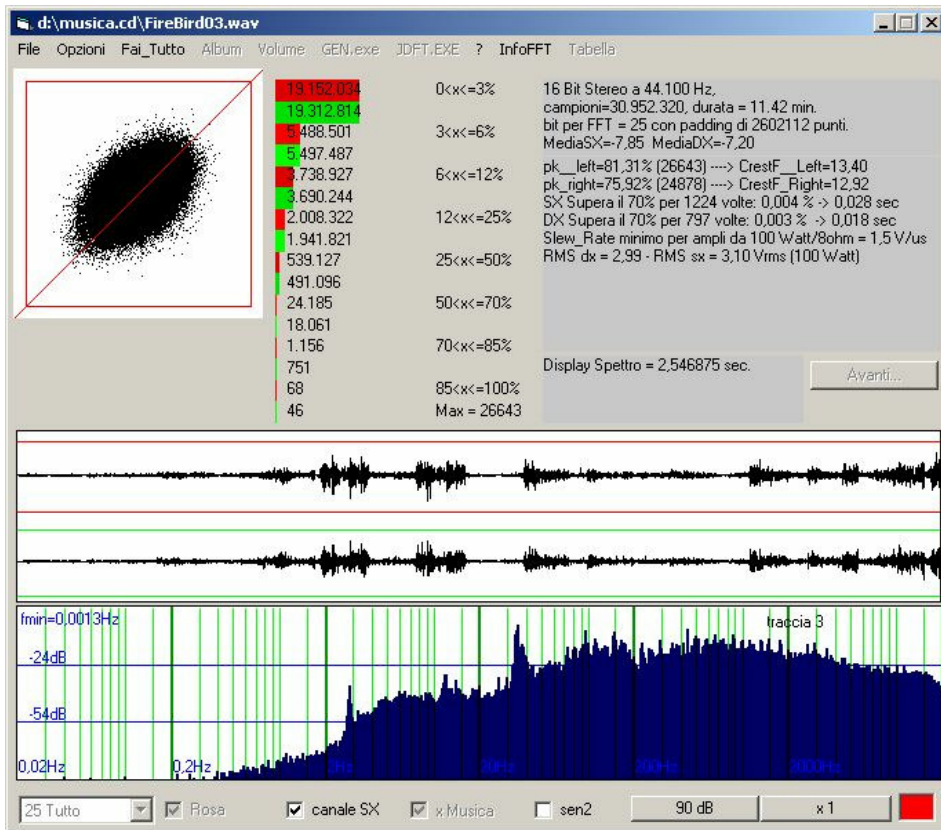 d:\musica.cd\FireBird03.wav
File Opzioni Fai_Tutto Album Volume GEN.exe JDFT.EXE ? InfoFFT Tabella
19.152.034 0<x<=3%
19.312.814
5.488.501 3<x<=6%
5.497.487
3.738.927 6<x<=12%
3.690.244
2.008.322 12<x<=25%
1.941.821
539.127 25<x<=50%
491.096
24.185 50<x<=70%
18.061
1.156 70<x<=85%
751
68 85<x<=100%
46 Max = 26643
16 Bit Stereo a 44.100 Hz,
campioni=30.952.320, durata = 11.42 min.
bit per FFT = 25 con padding di 2602112 punti.
MediaSX=-7,85 MediaDX=-7,20
pk__left=81,31% (26643) ----> CrestF__Left=13,40
pk_right=75,92% (24878) ----> CrestF_Right=12,92
SX Supera il 70% per 1224 volte: 0,004 % -> 0,028 sec
DX Supera il 70% per 797 volte: 0,003 % -> 0,018 sec
Slew_Rate minimo per ampli da 100 Watt/8ohm = 1,5 V/us
RMS dx = 2,99 - RMS sx = 3,10 Vrms (100 Watt)
Display Spettro = 2,546875 sec.
Avanti...
fmin=0,0013Hz traccia 3
-24dB
-54dB
0,02Hz 0,2Hz 2Hz 20Hz 200Hz 2000Hz
25 Tutto Rosa canale SX x Musica sen2 90 dB x 1